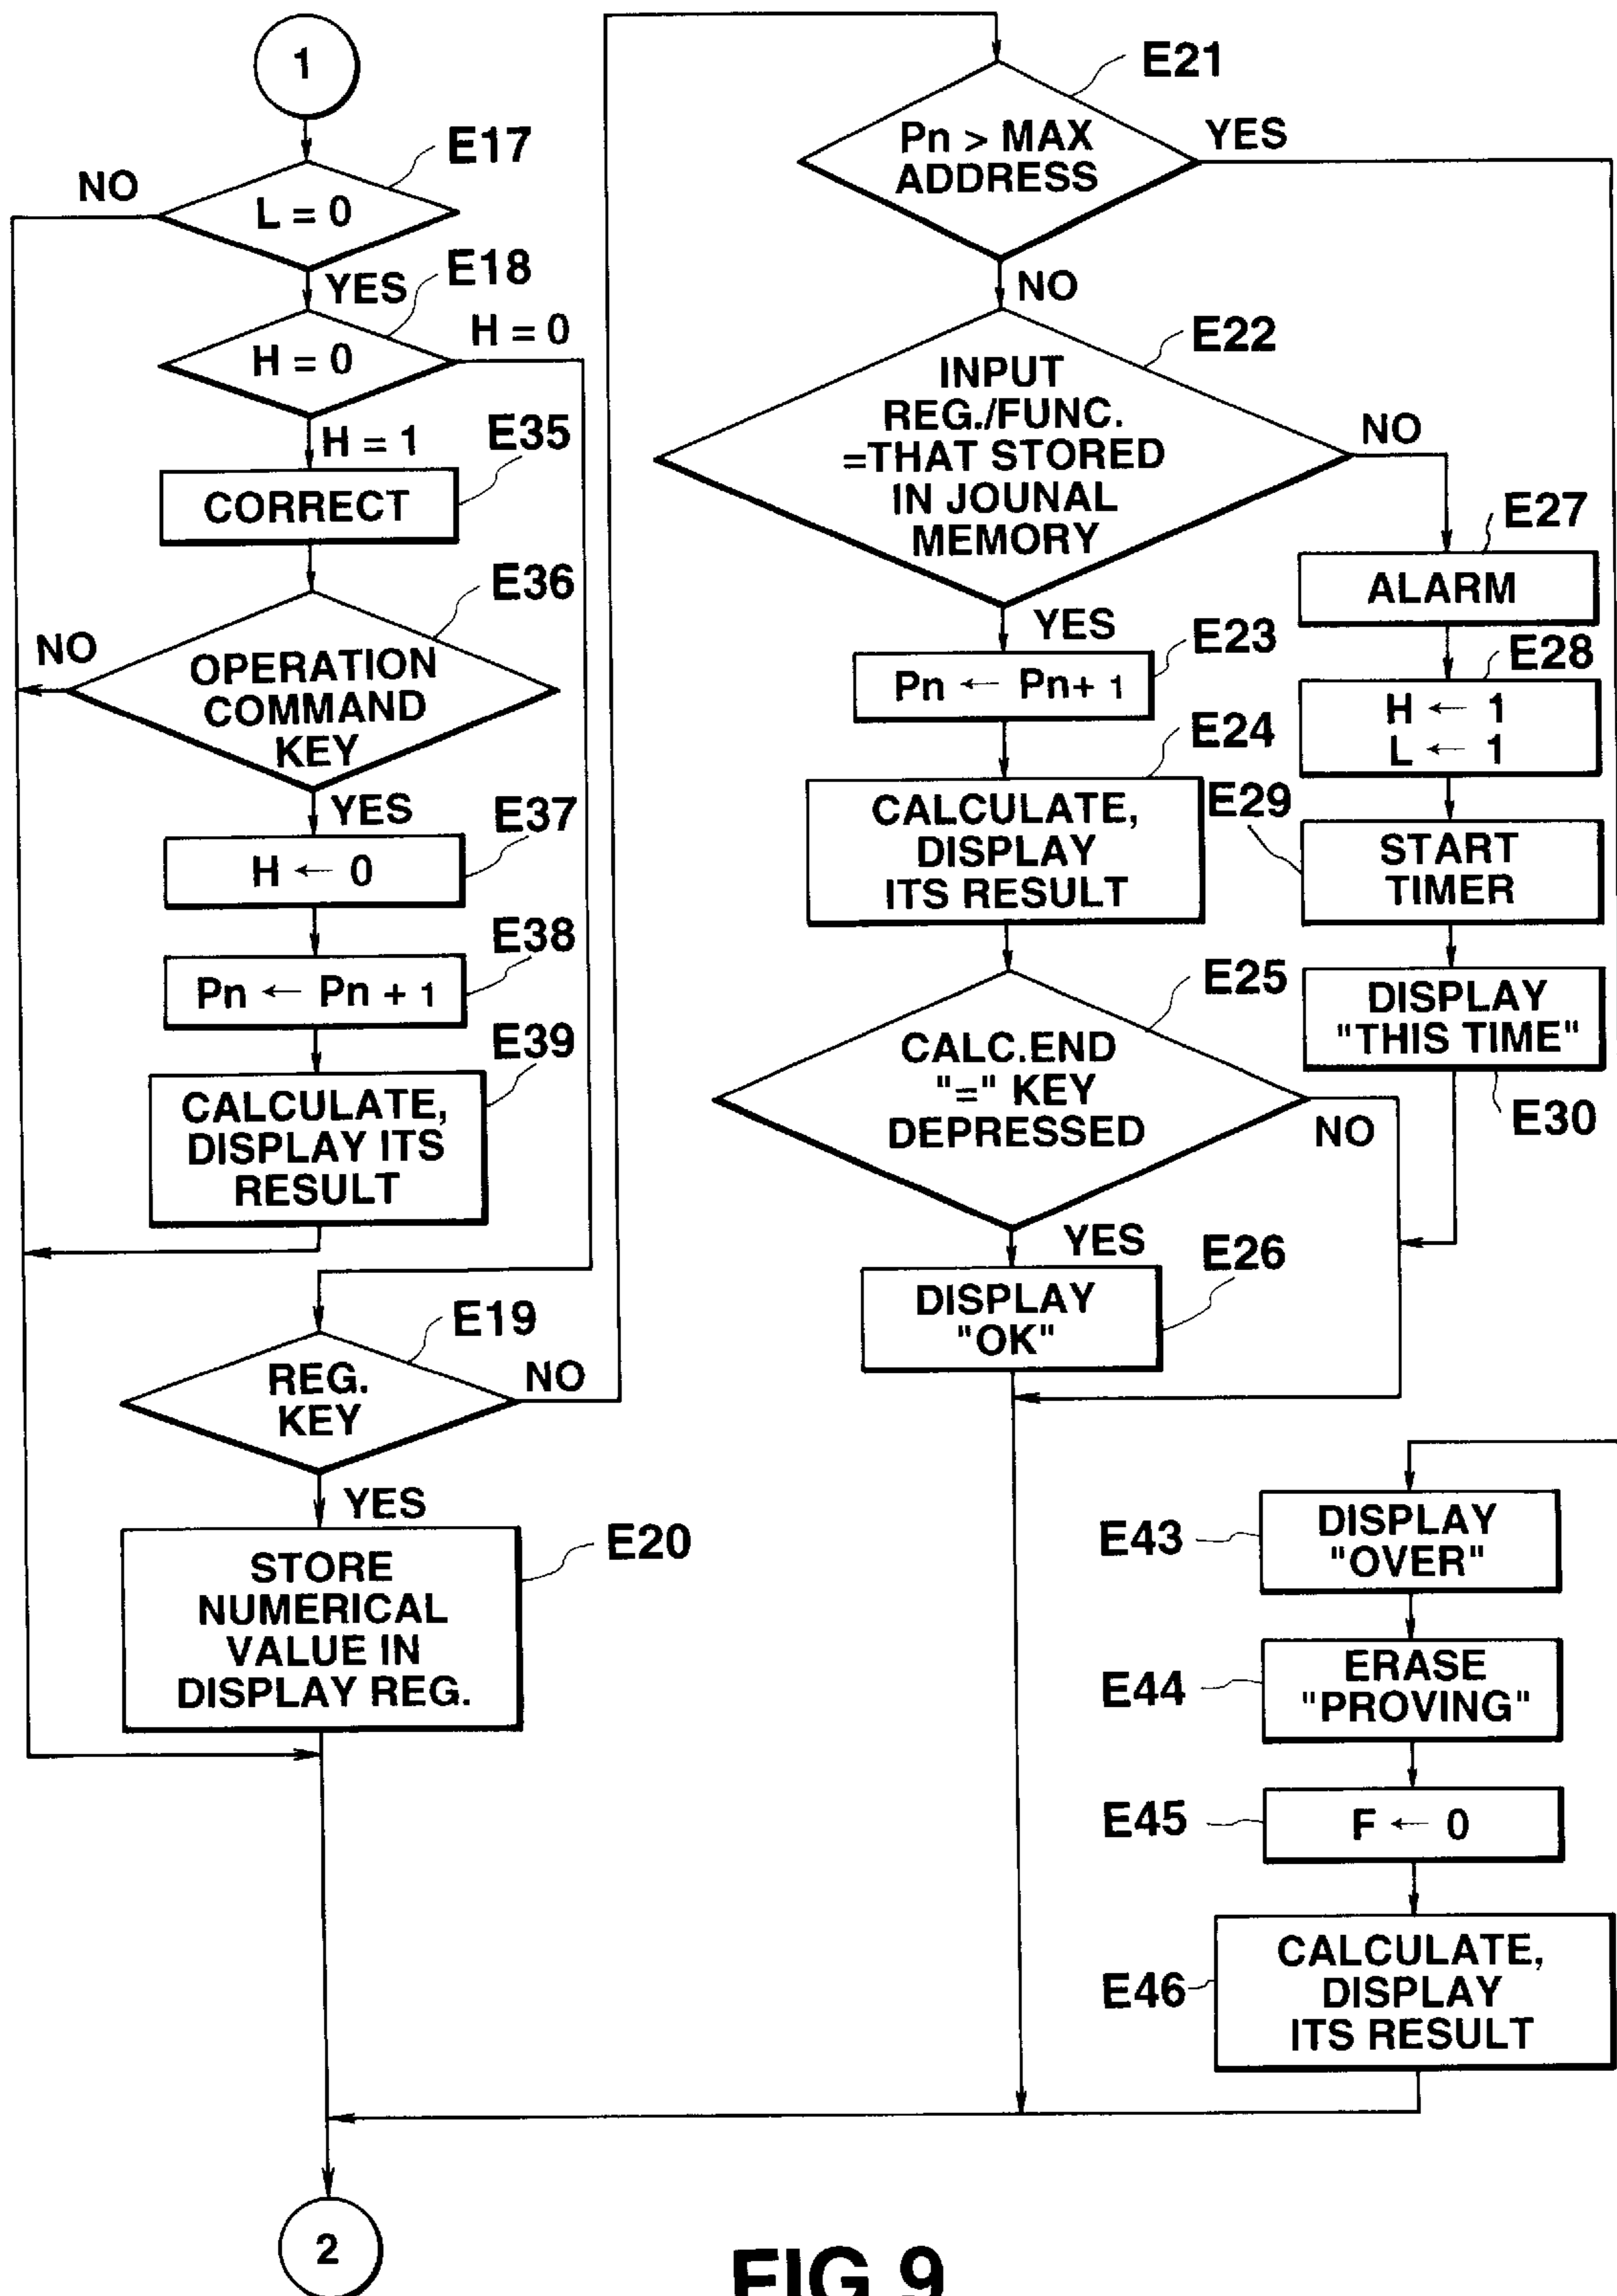 1
E17
NO
L = 0
YES
E18
H = 0
H = 0
H = 1
E35
CORRECT
E36
NO
OPERATION
COMMAND
KEY
YES
E37
H ← 0
E38
Pn ← Pn + 1
E39
CALCULATE,
DISPLAY ITS
RESULT
E19
REG.
KEY
NO
YES
E20
STORE
NUMERICAL
VALUE IN
DISPLAY REG.
2
E21
Pn > MAX
ADDRESS
YES
NO
E22
INPUT
REG./FUNC.
=THAT STORED
IN JOUNAL
MEMORY
NO
YES
E23
Pn ← Pn+ 1
E24
CALCULATE,
DISPLAY
ITS RESULT
E25
CALC.END
"=" KEY
DEPRESSED
NO
YES
E26
DISPLAY
"OK"
E27
ALARM
E28
H ← 1
L ← 1
E29
START
TIMER
DISPLAY
"THIS TIME"
E30
E43
DISPLAY
"OVER"
E44
ERASE
"PROVING"
E45
F ← 0
E46
CALCULATE,
DISPLAY
ITS RESULT
FIG.9